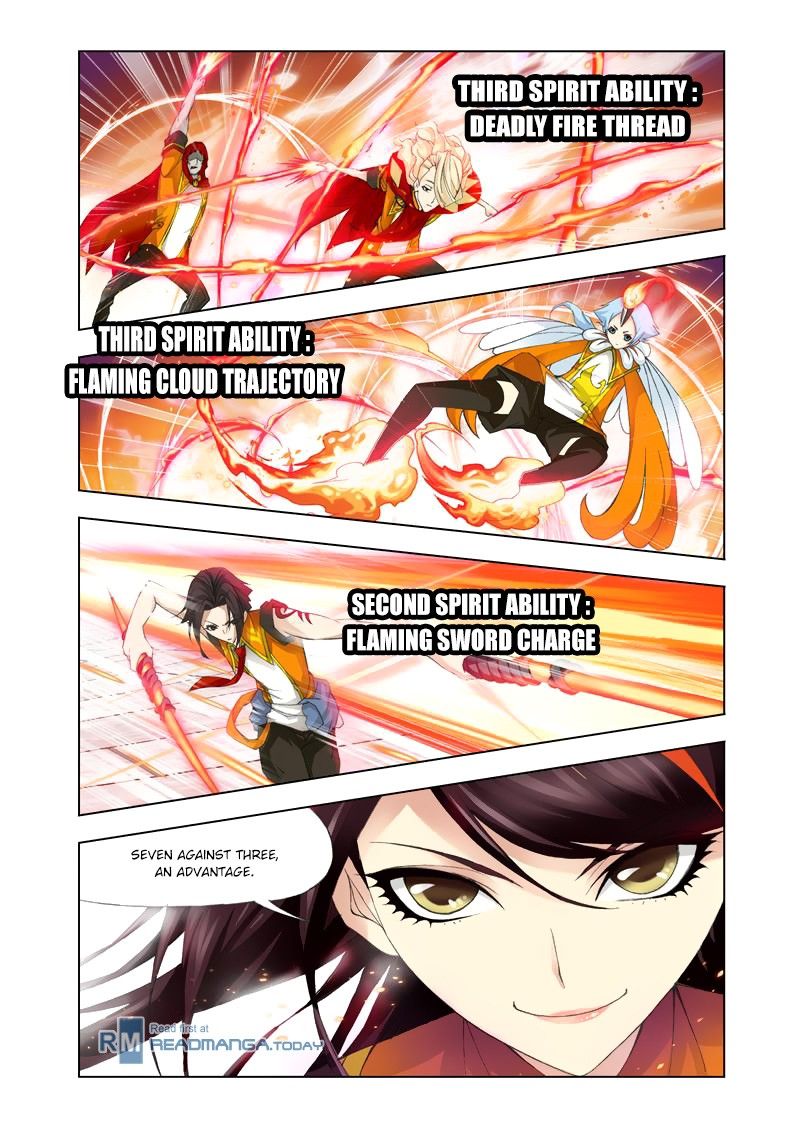 THIRD SPIRIT ABILITY :
DEADLY FIRE THREAD
THIRD SPIRIT ABILITY :
FLAMING CLOUD TRAJECTORY
SECOND SPIRIT ABILITY :
FLAMING SWORD CHARGE
SEVEN AGAINST THREE,
AN ADVANTAGE.
RM
Read first at
READMANGA.TODAY